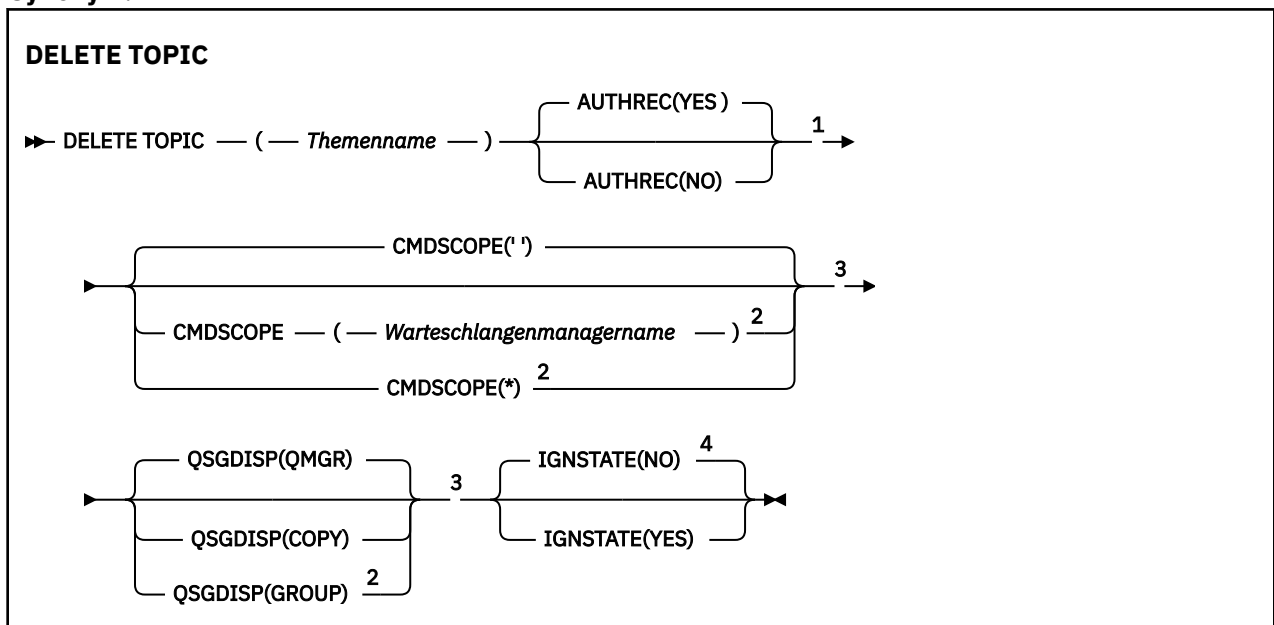 DELETE TOPIC
AUTHREC(YES )
DELETE TOPIC ( Themenname ) 1
AUTHREC(NO)
CMDSCOPE(' ')
3
CMDSCOPE ( Warteschlangenmanagername ) 2
CMDSCOPE(*) 2
QSGDISP(QMGR) IGNSTATE(NO) 4
3
QSGDISP(COPY) IGNSTATE(YES)
QSGDISP(GROUP) 2